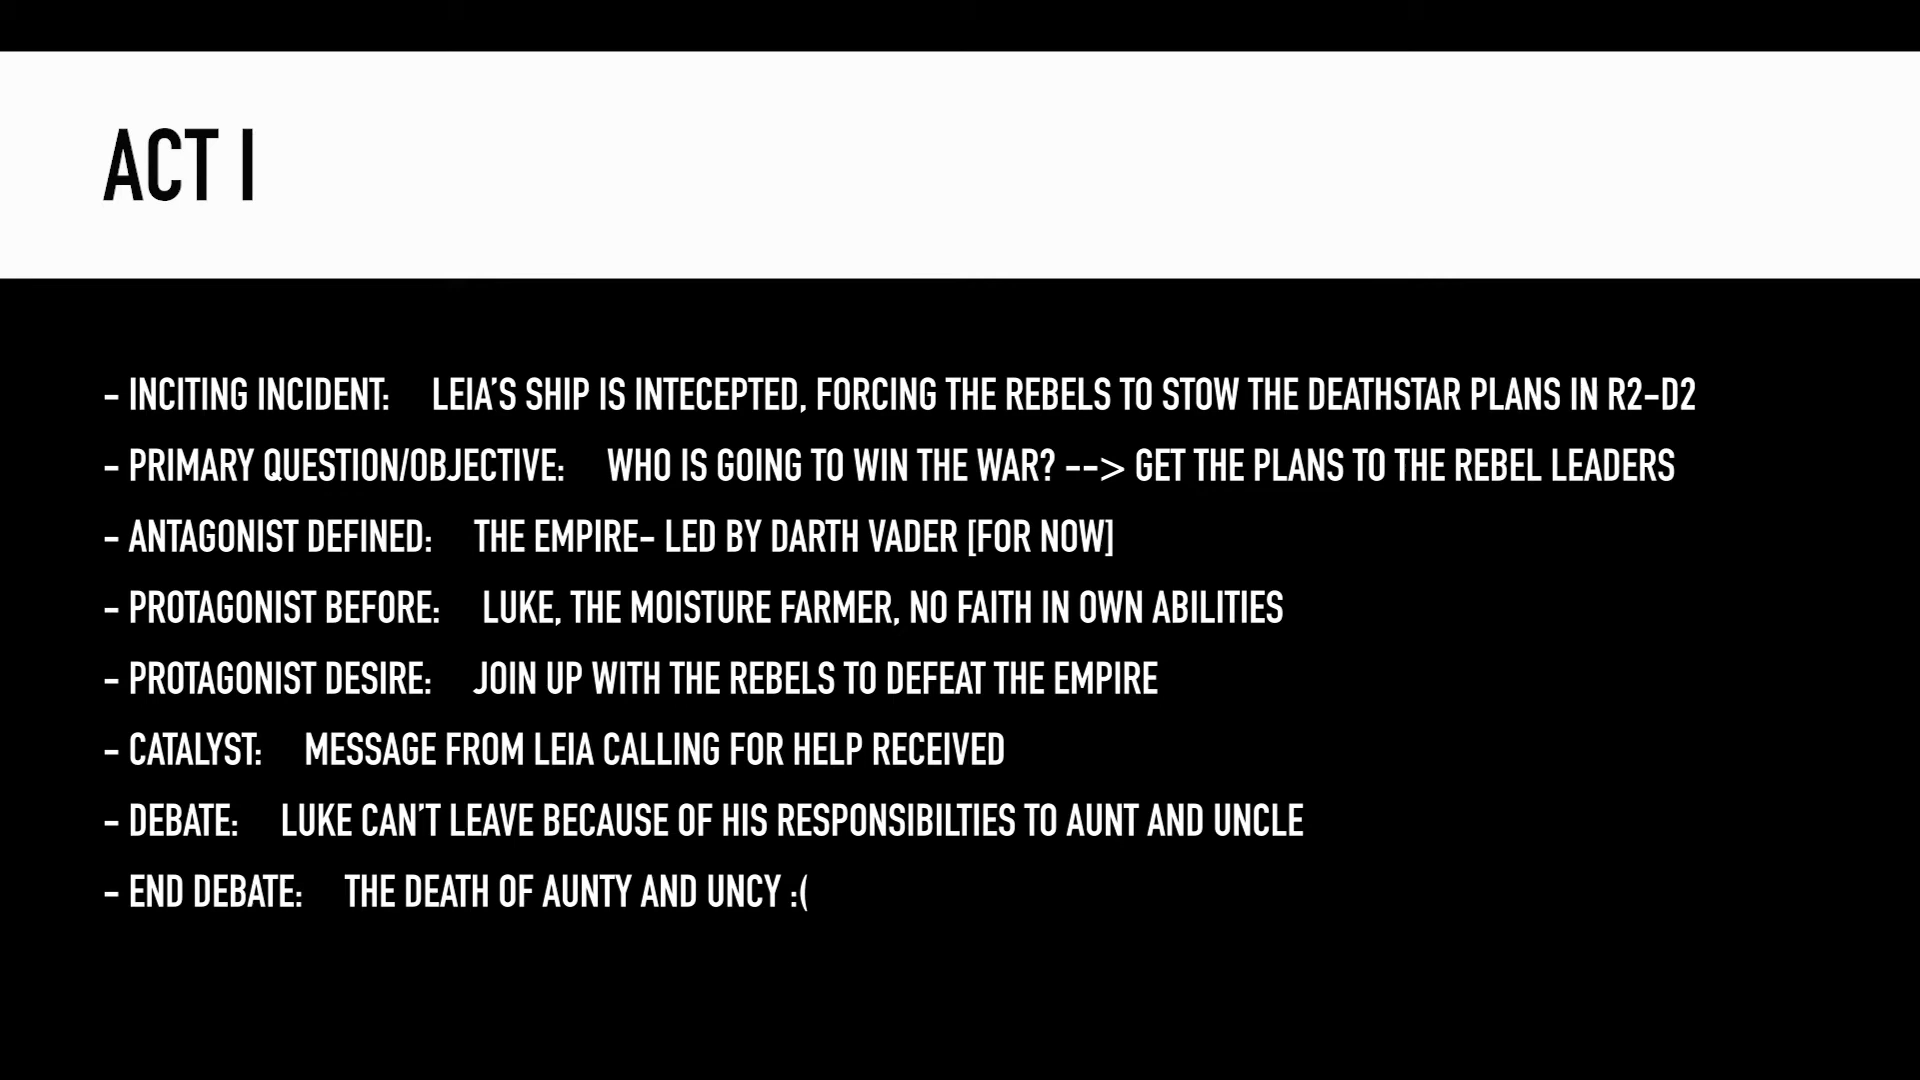 ACT I
- INCITING INCIDENT: LEIA’S SHIP IS INTECEPTED, FORCING THE REBELS TO STOW THE DEATHSTAR PLANS IN R2-D2
- PRIMARY QUESTION/OBJECTIVE: WHO IS GOING TO WIN THE WAR? --> GET THE PLANS TO THE REBEL LEADERS
- ANTAGONIST DEFINED: THE EMPIRE- LED BY DARTH VADER [FOR NOW]
- PROTAGONIST BEFORE: LUKE, THE MOISTURE FARMER, NO FAITH IN OWN ABILITIES
- PROTAGONIST DESIRE: JOIN UP WITH THE REBELS TO DEFEAT THE EMPIRE
- CATALYST: MESSAGE FROM LEIA CALLING FOR HELP RECEIVED
- DEBATE: LUKE CAN’T LEAVE BECAUSE OF HIS RESPONSIBILTIES TO AUNT AND UNCLE
- END DEBATE: THE DEATH OF AUNTY AND UNCY :(